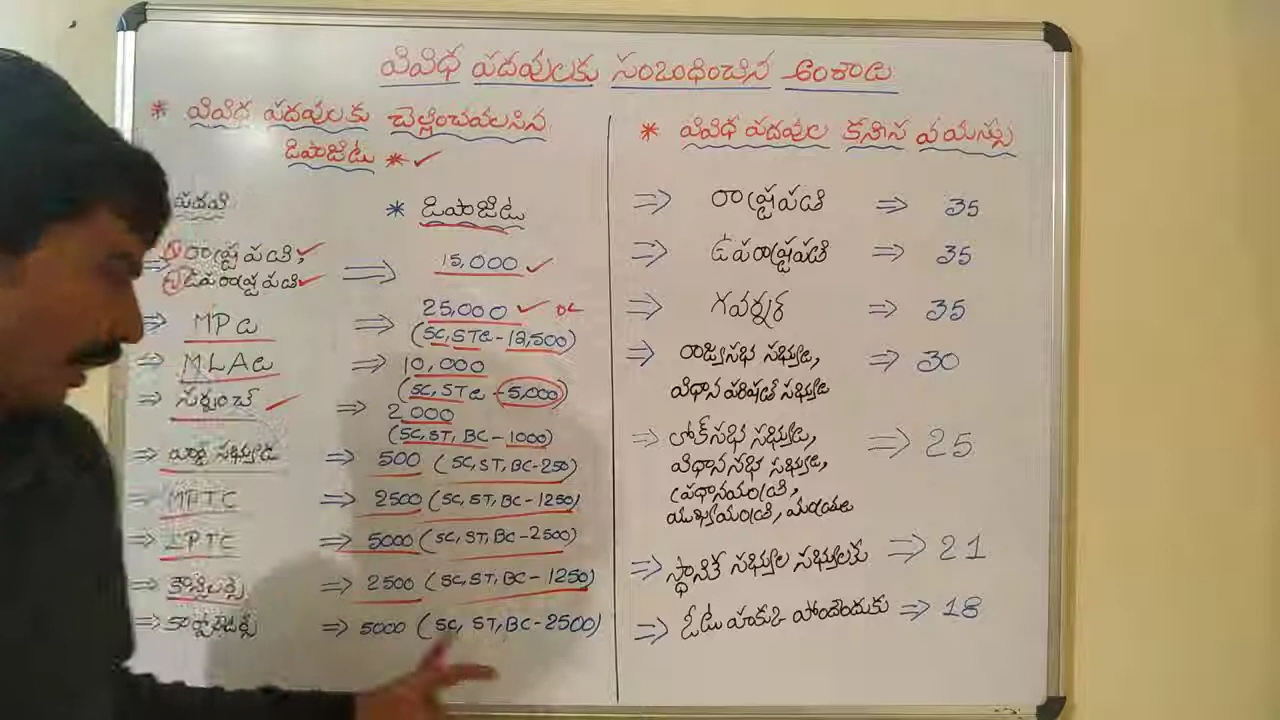 వివిధ పదవులకు సంబంధించిన అంశాలు
* వివిధ పదవులకు చెల్లించవలసిన
డిపాజిటు * ✓
పదవి * డిపాజిటు
⇒ ① రాష్ట్రపతి, ✓
② ఉపరాష్ట్రపతి ✓ ⇒ 15,000 ✓
⇒ MPలు ⇒ 25,000 ✓
(SC, STలు - 12,500)
⇒ MLAలు ⇒ 10,000
(SC, STలు - 5,000)
⇒ సర్పంచ్ ✓ ⇒ 2000
(SC, ST, BC - 1000)
⇒ వార్డు సభ్యుడు ⇒ 500 (SC, ST, BC - 250)
⇒ MPTC ⇒ 2500 (SC, ST, BC - 1250)
⇒ ZPTC ⇒ 5000 (SC, ST, BC - 2500)
⇒ కౌన్సిలర్స్ ⇒ 2500 (SC, ST, BC - 1250)
⇒ కార్పొరేటర్స్ ⇒ 5000 (SC, ST, BC - 2500)
* వివిధ పదవుల కనీస వయస్సు
⇒ రాష్ట్రపతి ⇒ 35
⇒ ఉపరాష్ట్రపతి ⇒ 35
⇒ గవర్నర్ ⇒ 35
⇒ రాజ్యసభ సభ్యుడు, ⇒ 30
విధాన పరిషత్ సభ్యుడు
⇒ లోక్‌సభ సభ్యుడు, ⇒ 25
విధానసభ సభ్యుడు,
ప్రధానమంత్రి,
ముఖ్యమంత్రి, మంత్రులు
⇒ స్థానిక సభ్యుల సభ్యులకు ⇒ 21
⇒ ఓటు హక్కు పొందేందుకు ⇒ 18